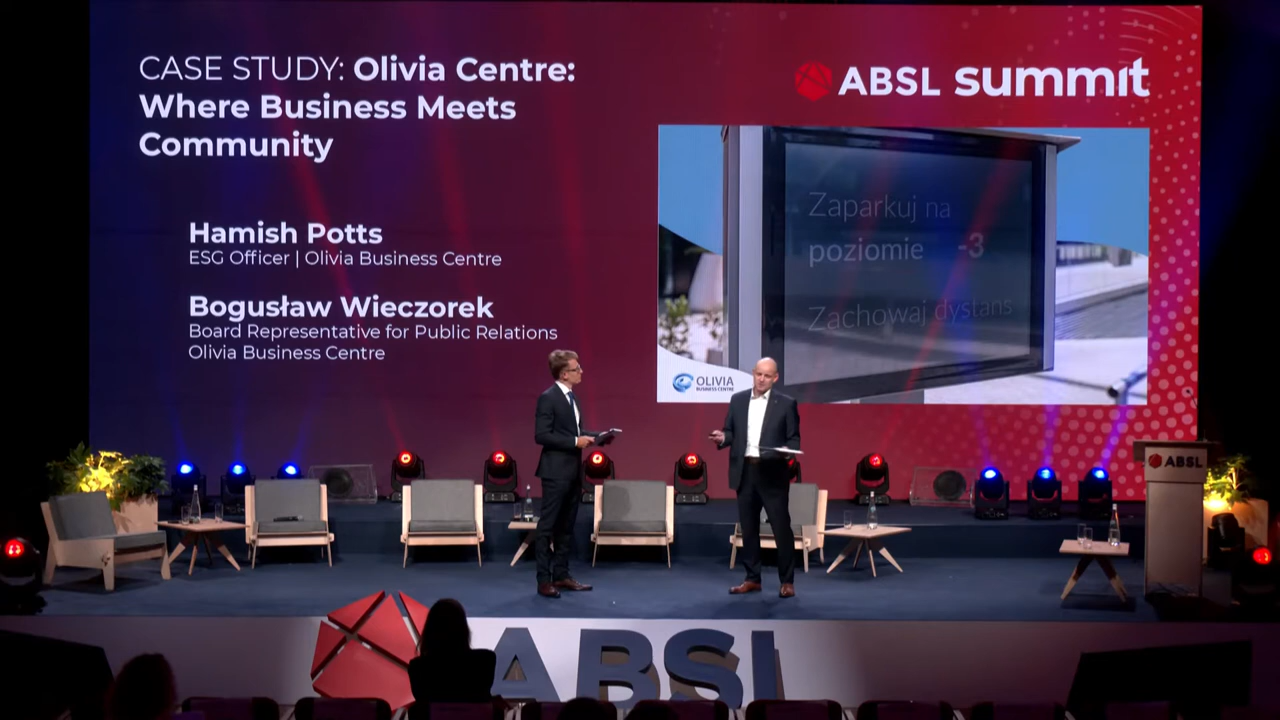 CASE STUDY: Olivia Centre:
Where Business Meets
Community
ABSL summit
Hamish Potts
ESG Officer | Olivia Business Centre
Bogusław Wieczorek
Board Representative for Public Relations
Olivia Business Centre
Zaparkuj na
poziomie -3
Zachowaj dystans
OLIVIA
BUSINESS CENTRE
ABSL
ABSL